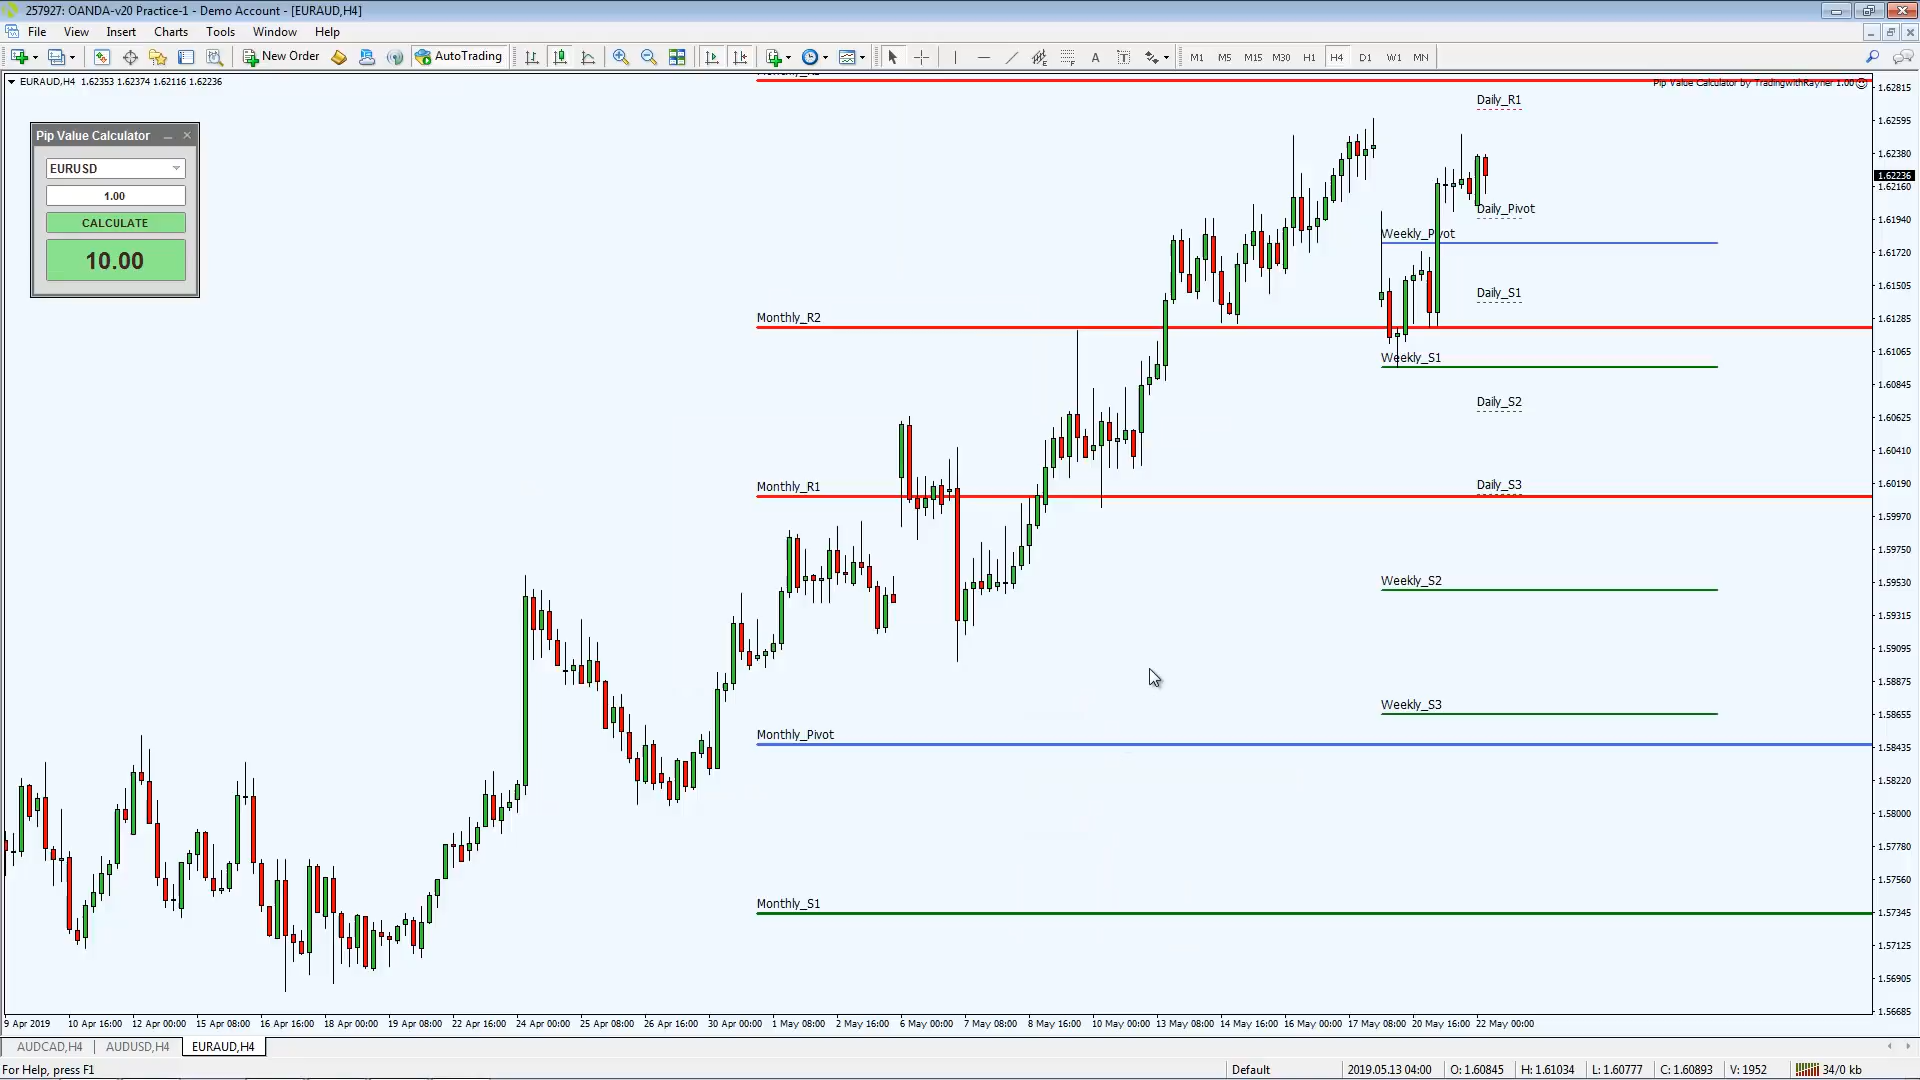 257927: OANDA-v20 Practice-1 - Demo Account - [EURAUD,H4]
File View Insert Charts Tools Window Help
New Order AutoTrading A T M1 M5 M15 M30 H1 H4 D1 W1 MN
EURAUD,H4 1.62353 1.62374 1.62116 1.62236
Pip Value Calculator by TradingwithRayner 1.00
Pip Value Calculator
EURUSD
1.00
CALCULATE
10.00
Daily_R1
Daily_Pivot
Weekly_Pivot
Daily_S1
Monthly_R2
Weekly_S1
Daily_S2
Monthly_R1
Daily_S3
Weekly_S2
Weekly_S3
Monthly_Pivot
Monthly_S1
1.62815
1.62595
1.62380
1.62236
1.62160
1.61940
1.61720
1.61505
1.61285
1.61065
1.60845
1.60625
1.60410
1.60190
1.59970
1.59750
1.59530
1.59315
1.59095
1.58875
1.58655
1.58435
1.58220
1.58000
1.57780
1.57560
1.57345
1.57125
1.56905
1.56685
9 Apr 2019 10 Apr 16:00 12 Apr 00:00 15 Apr 08:00 16 Apr 16:00 18 Apr 00:00 19 Apr 08:00 22 Apr 16:00 24 Apr 00:00 25 Apr 08:00 26 Apr 16:00 30 Apr 00:00 1 May 08:00 2 May 16:00 6 May 00:00 7 May 08:00 8 May 16:00 10 May 00:00 13 May 08:00 14 May 16:00 16 May 00:00 17 May 08:00 20 May 16:00 22 May 00:00
AUDCAD,H4 AUDUSD,H4 EURAUD,H4
For Help, press F1 Default 2019.05.13 04:00 O: 1.60845 H: 1.61034 L: 1.60777 C: 1.60893 V: 1952 34/0 kb